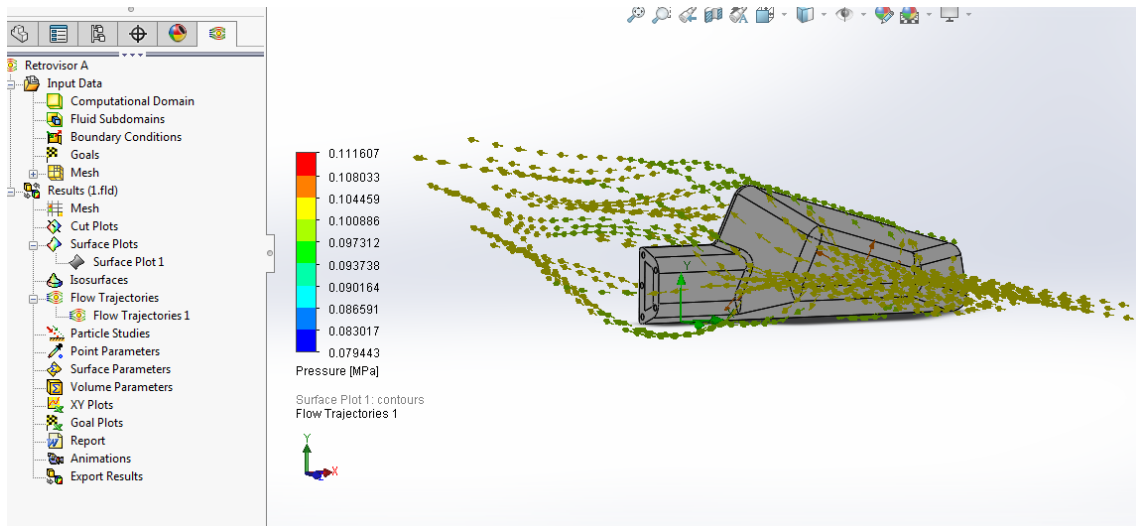 Retrovisor A
Input Data
Computational Domain
Fluid Subdomains
Boundary Conditions
Goals
Mesh
Results (1.fld)
Mesh
Cut Plots
Surface Plots
Surface Plot 1
Isosurfaces
Flow Trajectories
Flow Trajectories 1
Particle Studies
Point Parameters
Surface Parameters
Volume Parameters
XY Plots
Goal Plots
Report
Animations
Export Results
0.111607
0.108033
0.104459
0.100886
0.097312
0.093738
0.090164
0.086591
0.083017
0.079443
Pressure [MPa]
Surface Plot 1: contours
Flow Trajectories 1
Y
X
Y